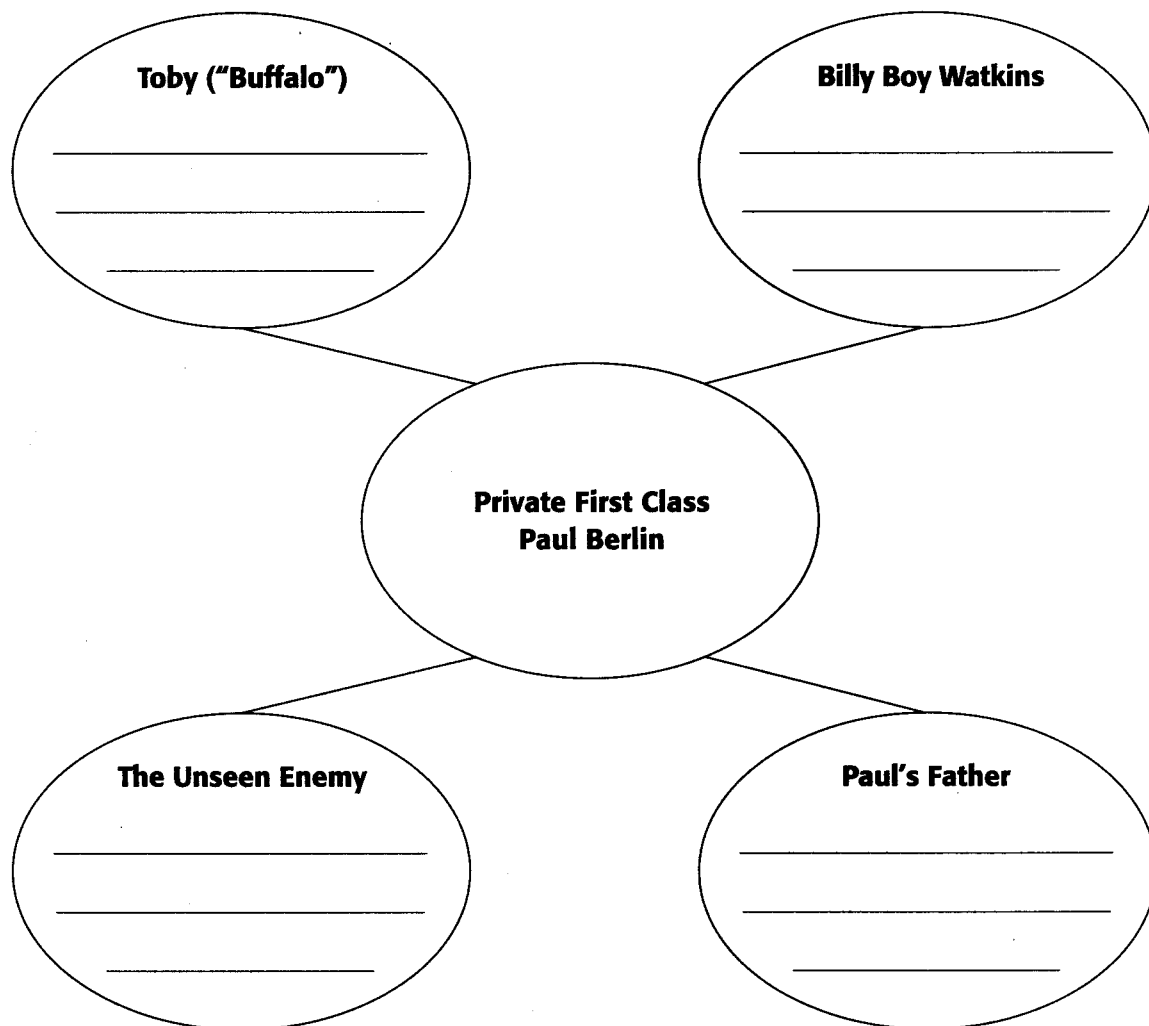 Toby ("Buffalo")
Billy Boy Watkins
Private First Class
Paul Berlin
The Unseen Enemy
Paul's Father